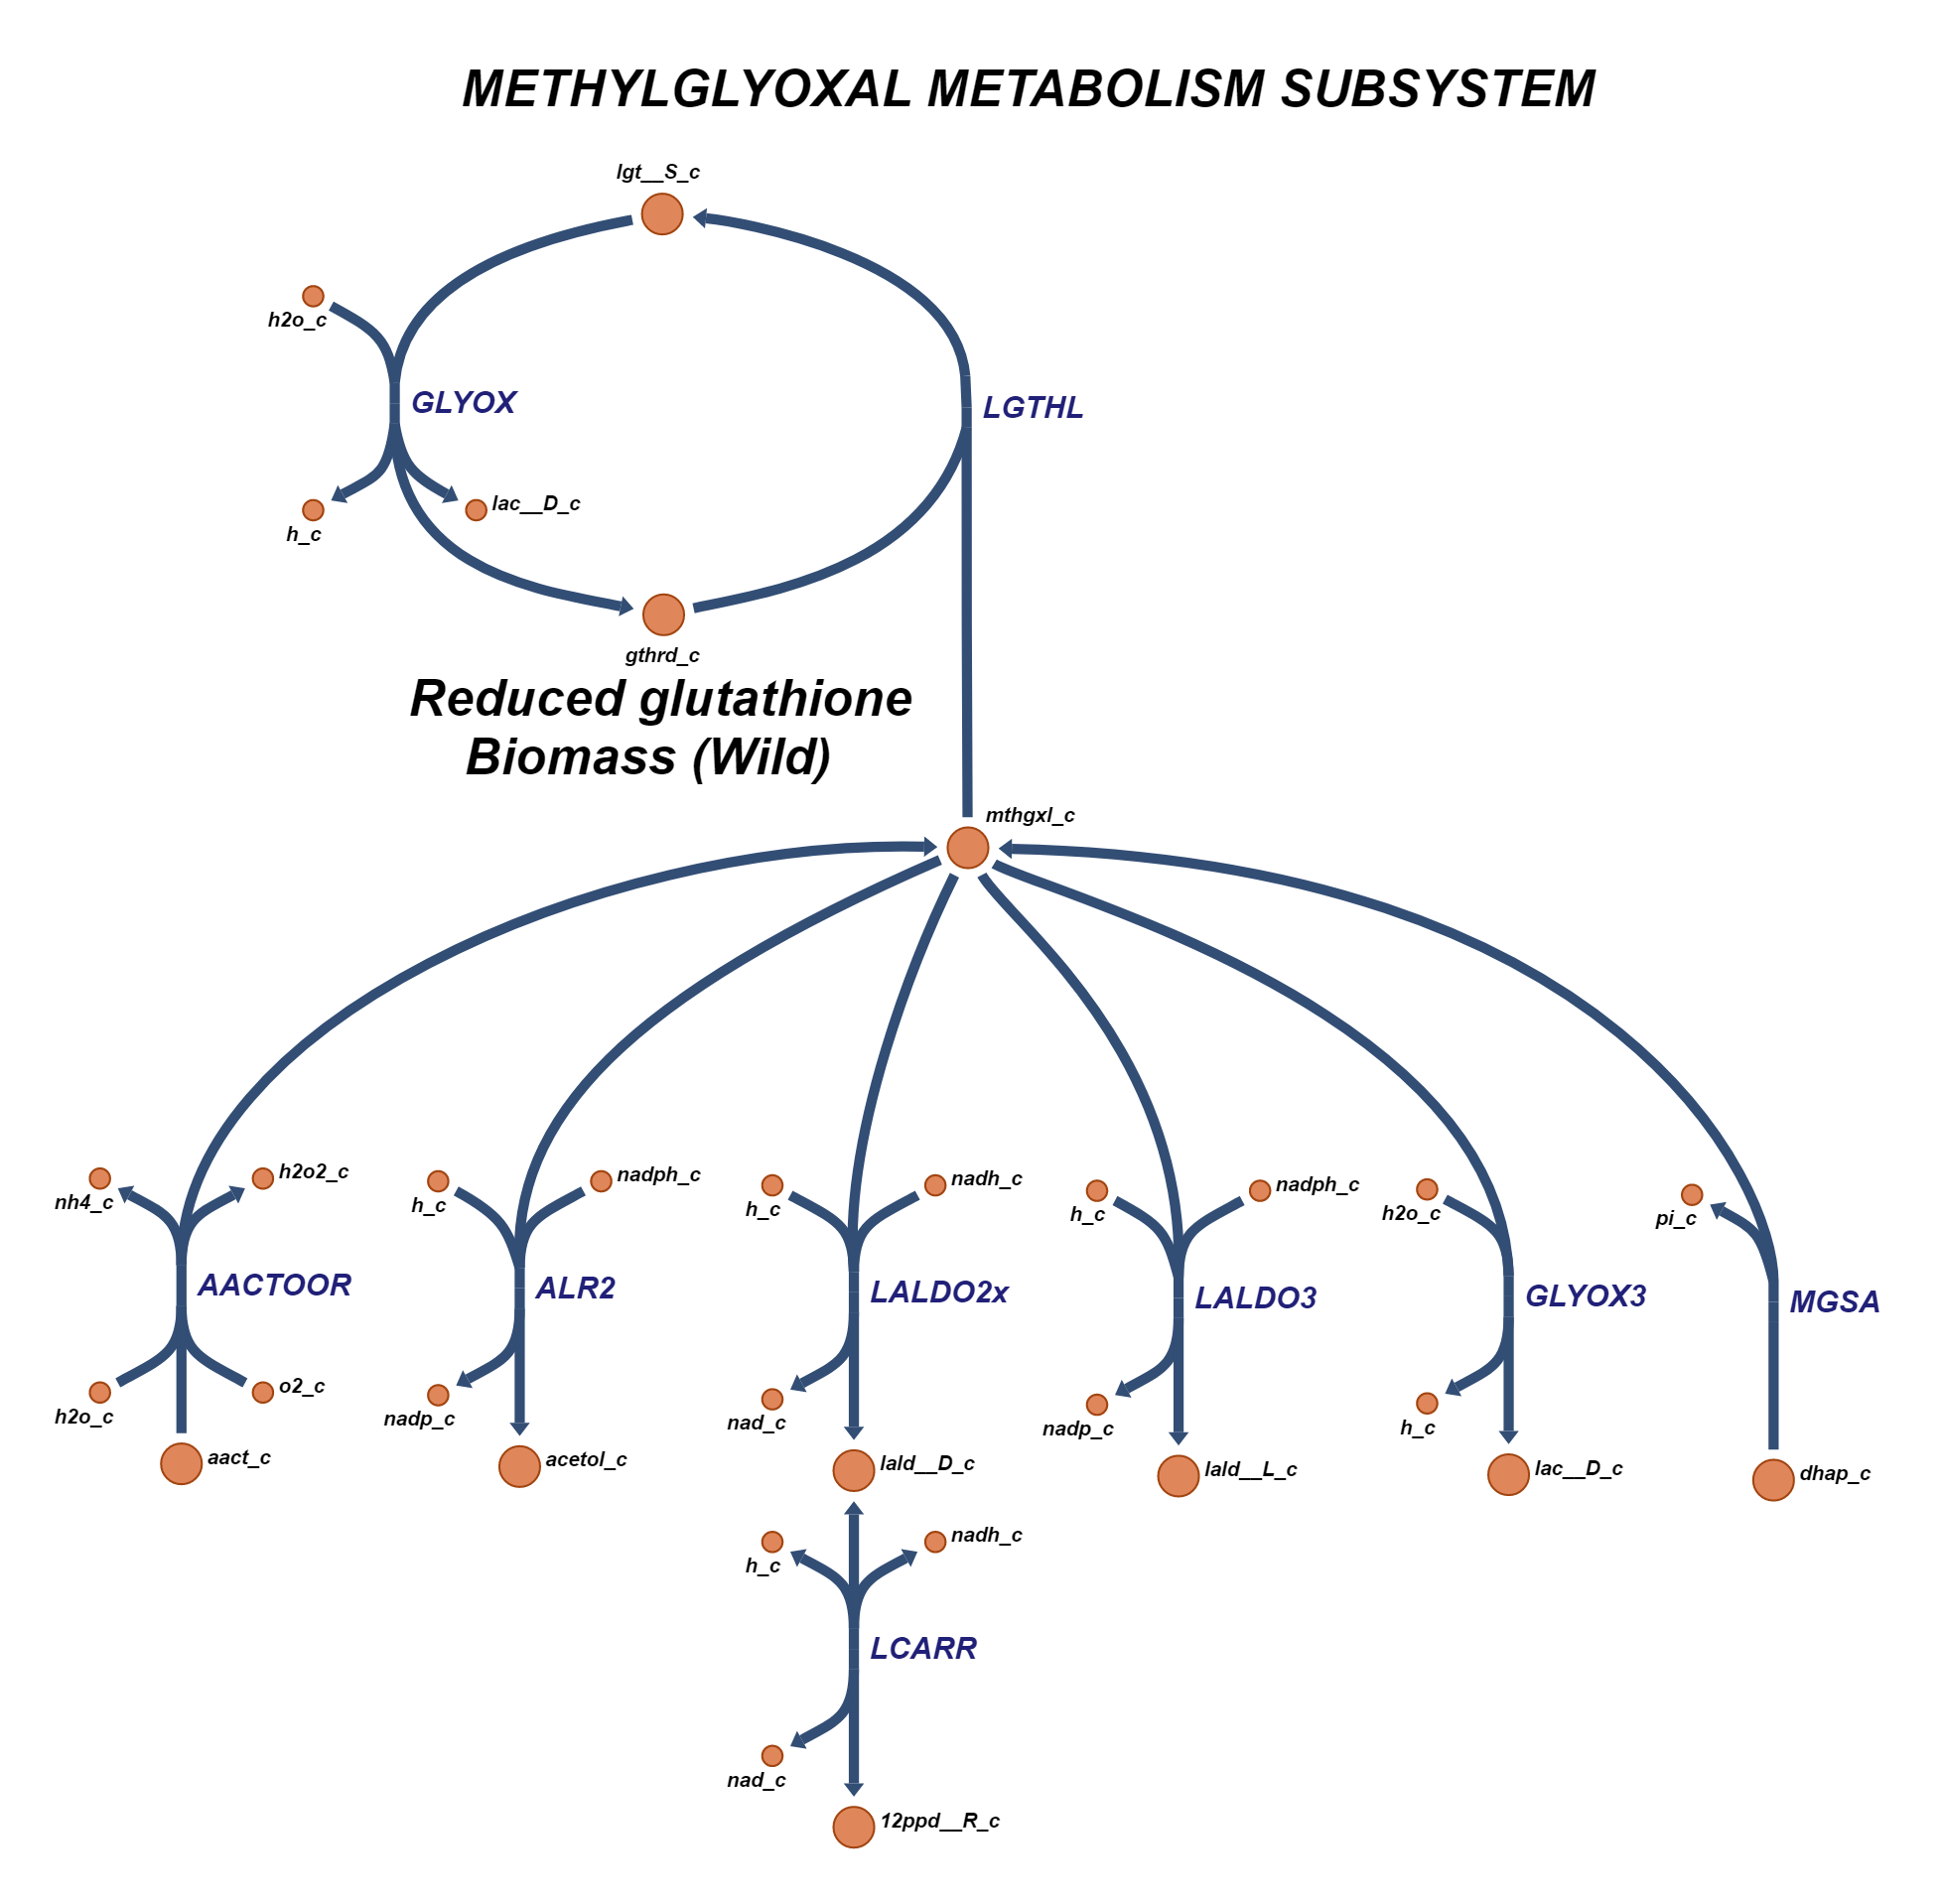 METHYLGLYOXAL METABOLISM SUBSYSTEM
lgt__S_c
h2o_c
GLYOX
LGTHL
lac__D_c
h_c
gthrd_c
Reduced glutathione
Biomass (Wild)
mthgxl_c
nh4_c
h2o2_c
h_c
nadph_c
h_c
nadh_c
h_c
nadph_c
h2o_c
pi_c
AACTOOR
ALR2
LALDO2x
LALDO3
GLYOX3
MGSA
h2o_c
o2_c
nadp_c
nad_c
nadp_c
h_c
aact_c
acetol_c
lald__D_c
lald__L_c
lac__D_c
dhap_c
h_c
nadh_c
LCARR
nad_c
12ppd__R_c